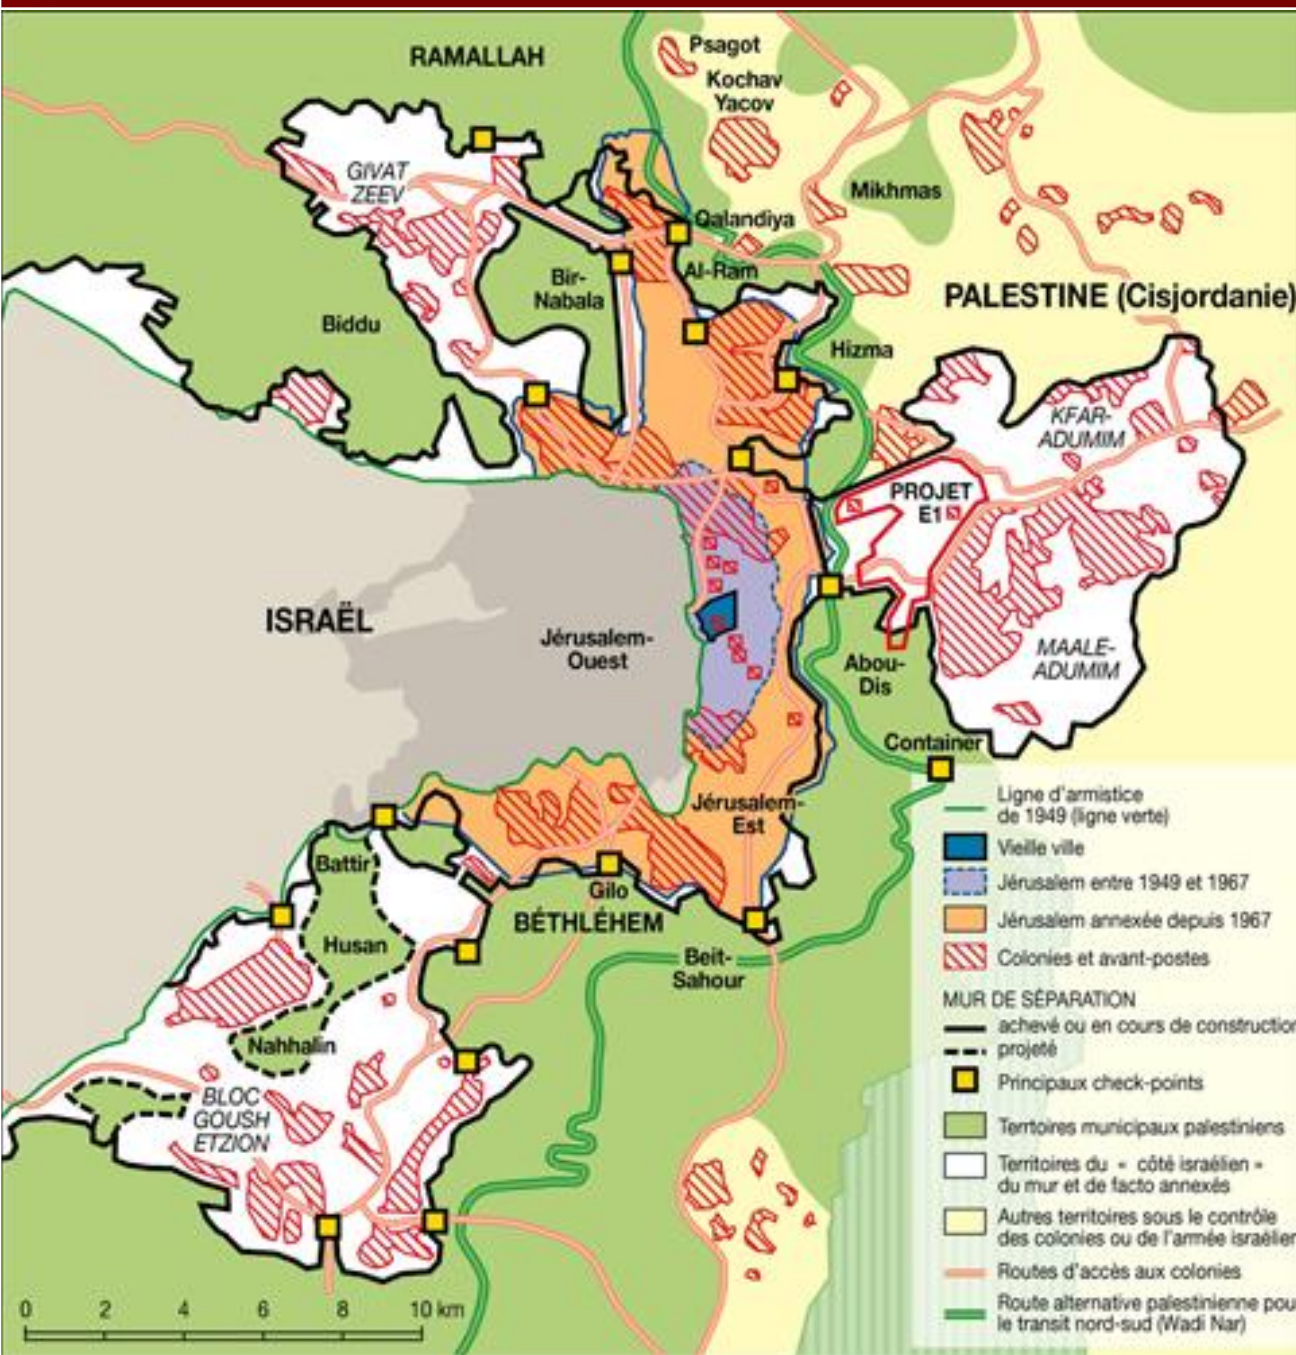 RAMALLAH
Psagot
Kochav
Yacov
GIVAT
ZEEV
Mikhmas
Qalandiya
Al-Ram
Bir-
Nabala
PALESTINE (Cisjordanie)
Biddu
Hizma
KFAR-
ADUMIM
PROJET
E1
ISRAËL
Jérusalem-
Ouest
MAALE-
ADUMIM
Abou-
Dis
Container
Jérusalem-
Est
Battir
Gilo
BÉTHLÉHEM
Husan
Beit-
Sahour
Nahhalin
BLOC
GOUSH
ETZION
0 2 4 6 8 10 km
Ligne d'armistice
de 1949 (ligne verte)
Vieille ville
Jérusalem entre 1949 et 1967
Jérusalem annexée depuis 1967
Colonies et avant-postes
MUR DE SÉPARATION
achevé ou en cours de construction
projeté
Principaux check-points
Territoires municipaux palestiniens
Territoires du « côté israélien »
du mur et de facto annexés
Autres territoires sous le contrôle
des colonies ou de l'armée israélien
Routes d'accès aux colonies
Route alternative palestinienne pou
le transit nord-sud (Wadi Nar)